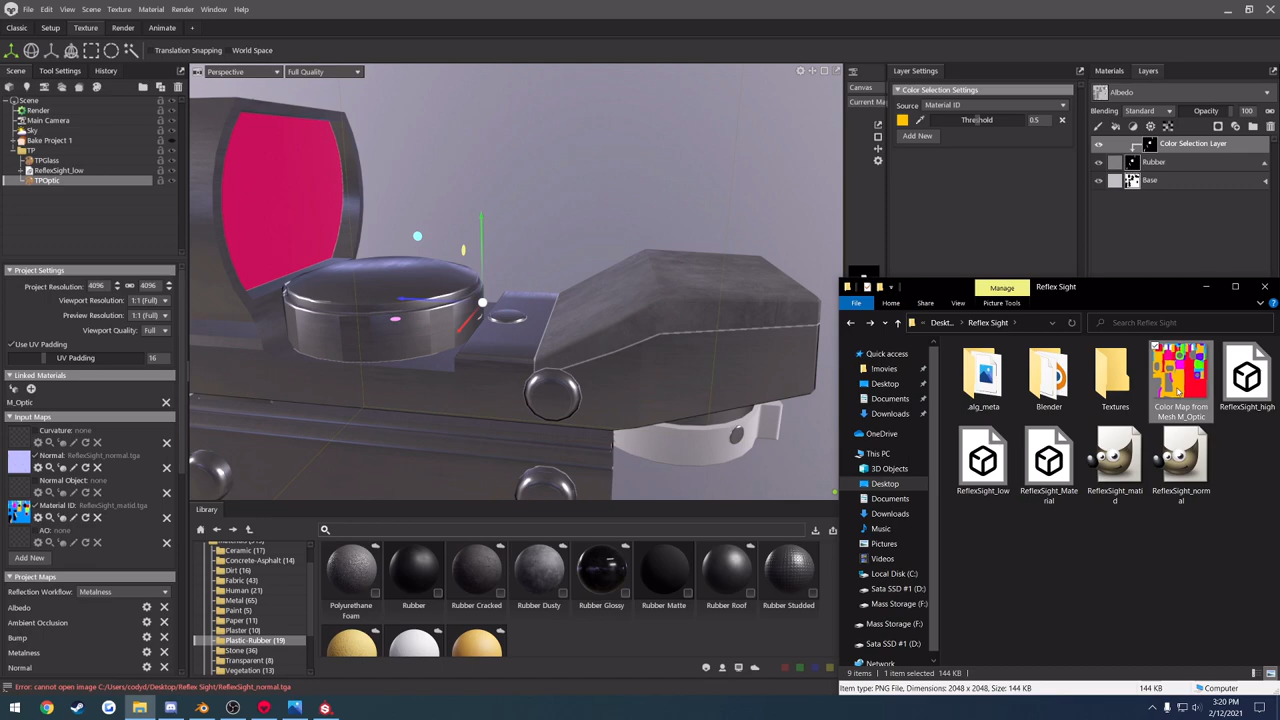 File Edit View Scene Texture Material Render Window Help
Classic Setup Texture Render Animate +
Translation Snapping World Space
Scene Tool Settings History
Perspective Full Quality
Scene
Render
Main Camera
Sky
Bake Project 1
TP
TPGlass
ReflexSight_low
TPOptic
Project Settings
Project Resolution: 4096 4096
Viewport Resolution: 1:1 (Full)
Preview Resolution: 1:1 (Full)
Viewport Quality: Full
Use UV Padding
UV Padding 16
Linked Materials
M_Optic
Input Maps
Curvature: none
Normal: ReflexSight_normal.tga
Normal Object: none
Material ID: ReflexSight_matid.tga
AO: none
Add New
Project Maps
Reflection Workflow: Metalness
Albedo
Ambient Occlusion
Bump
Metalness
Normal
Error: cannot open image C:/Users/codyd/Desktop/Reflex Sight/ReflexSight_normal.tga
Library
Ceramic (17)
Concrete-Asphalt (14)
Dirt (16)
Fabric (43)
Human (21)
Metal (65)
Paint (5)
Paper (11)
Plaster (10)
Plastic-Rubber (19)
Stone (36)
Transparent (8)
Vegetation (13)
Polyurethane Foam
Rubber
Rubber Cracked
Rubber Dusty
Rubber Glossy
Rubber Matte
Rubber Roof
Rubber Studded
Canvas
Current Ma
Layer Settings
Color Selection Settings
Source Material ID
Threshold 0.5
Add New
Materials Layers
Albedo
Blending Standard Opacity 100
Color Selection Layer
Rubber
Base
Manage Reflex Sight
File Home Share View Picture Tools
Deskt... Reflex Sight Search Reflex Sight
Quick access
!movies
Desktop
Documents
Downloads
OneDrive
This PC
3D Objects
Desktop
Documents
Downloads
Music
Pictures
Videos
Local Disk (C:)
Sata SSD #1 (D:)
Mass Storage (F:)
Mass Storage (F:)
Sata SSD #1 (D:)
Network
.alg_meta
Blender
Textures
Color Map from Mesh M_Optic
ReflexSight_high
ReflexSight_low
ReflexSight_Material
ReflexSight_matid
ReflexSight_normal
9 items 1 item selected 144 KB
Item type: PNG File, Dimensions: 2048 x 2048, Size: 144 KB 144 KB Computer
3:20 PM
2/12/2021